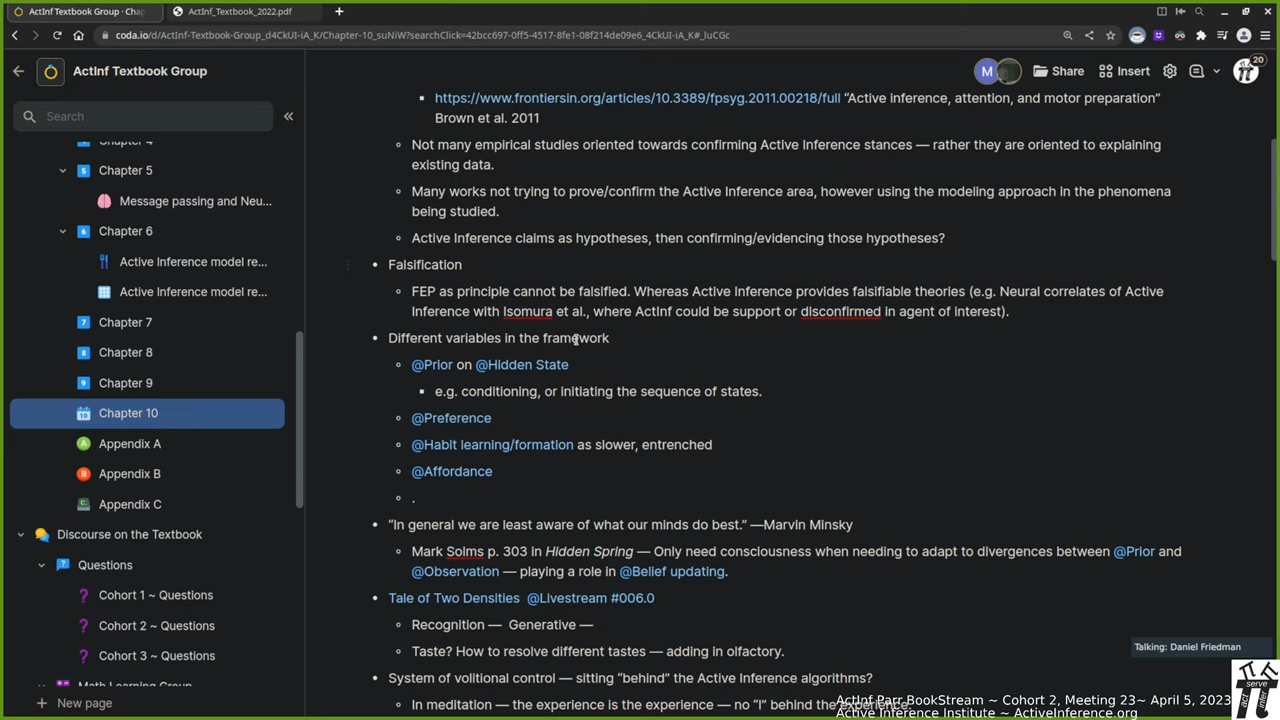 ActInf Textbook Group · Chap
ActInf_Textbook_2022.pdf
coda.io/d/ActInf-Textbook-Group_d4CkUI-iA_K/Chapter-10_suNiW?searchClick=42bcc697-0ff5-4517-8fe1-08f214de09e6_4CkUI-iA_K#_luCGc
ActInf Textbook Group
M
Share
Insert
20
Search
Chapter 4
Chapter 5
Message passing and Neu...
Chapter 6
Active Inference model re...
Active Inference model re...
Chapter 7
Chapter 8
Chapter 9
Chapter 10
Appendix A
Appendix B
Appendix C
Discourse on the Textbook
Questions
Cohort 1 ~ Questions
Cohort 2 ~ Questions
Cohort 3 ~ Questions
Math Learning Group
New page
https://www.frontiersin.org/articles/10.3389/fpsyg.2011.00218/full “Active inference, attention, and motor preparation”
Brown et al. 2011
Not many empirical studies oriented towards confirming Active Inference stances — rather they are oriented to explaining
existing data.
Many works not trying to prove/confirm the Active Inference area, however using the modeling approach in the phenomena
being studied.
Active Inference claims as hypotheses, then confirming/evidencing those hypotheses?
Falsification
FEP as principle cannot be falsified. Whereas Active Inference provides falsifiable theories (e.g. Neural correlates of Active
Inference with Isomura et al., where ActInf could be support or disconfirmed in agent of interest).
Different variables in the framework
@Prior on @Hidden State
e.g. conditioning, or initiating the sequence of states.
@Preference
@Habit learning/formation as slower, entrenched
@Affordance
.
“In general we are least aware of what our minds do best.” —Marvin Minsky
Mark Solms p. 303 in Hidden Spring — Only need consciousness when needing to adapt to divergences between @Prior and
@Observation — playing a role in @Belief updating.
Tale of Two Densities @Livestream #006.0
Recognition — Generative —
Taste? How to resolve different tastes — adding in olfactory.
System of volitional control — sitting “behind” the Active Inference algorithms?
In meditation — the experience is the experience — no “I” behind the experience.
Talking: Daniel Friedman
ActInf Parr BookStream ~ Cohort 2, Meeting 23~ April 5, 2023
Active Inference Institute ~ ActiveInference.org
act
infer
serve